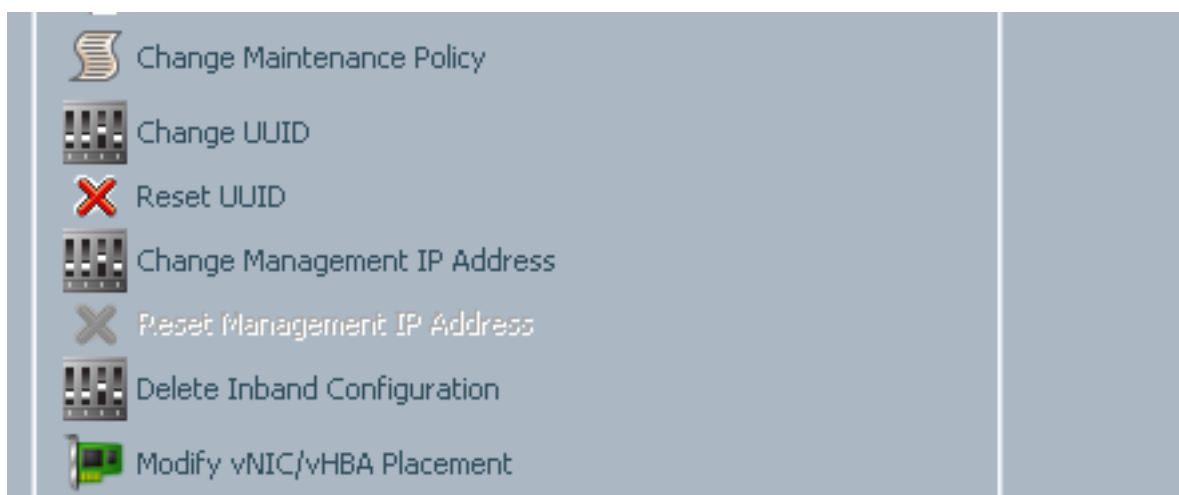 Change Maintenance Policy
Change UUID
Reset UUID
Change Management IP Address
Reset Management IP Address
Delete Inband Configuration
Modify vNIC/vHBA Placement